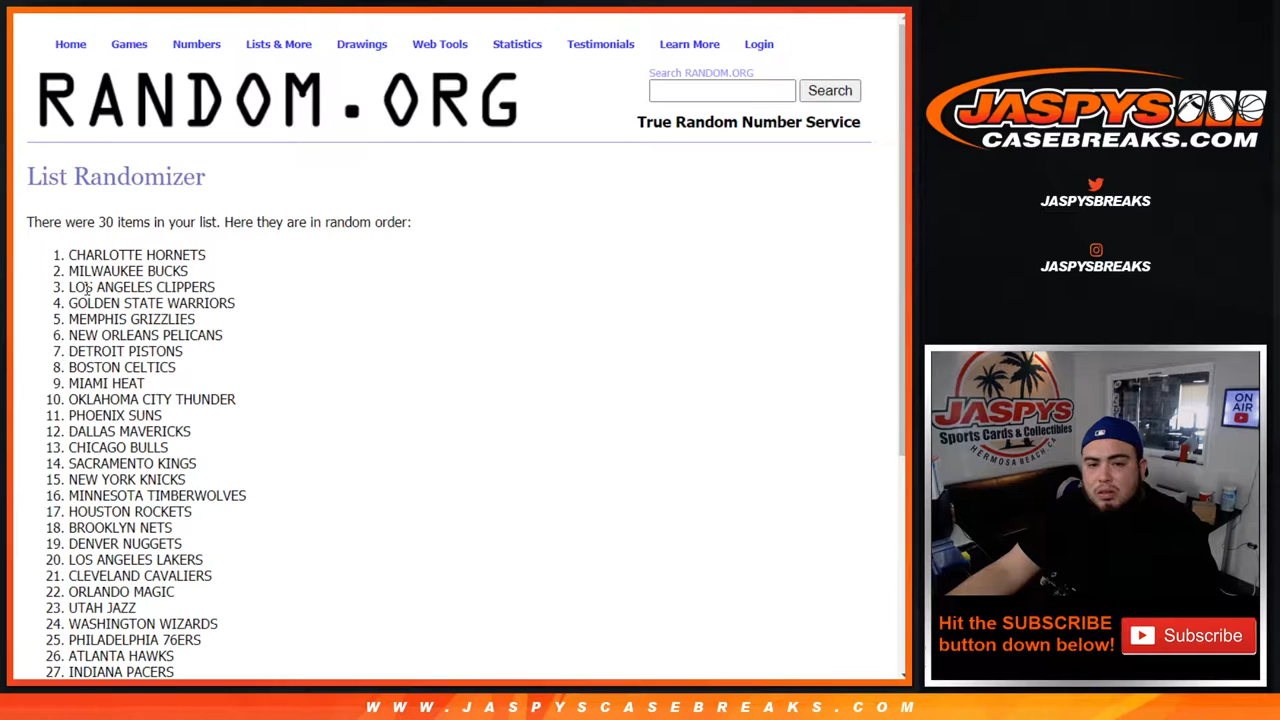 Home Games Numbers Lists & More Drawings Web Tools Statistics Testimonials Learn More Login
RANDOM.ORG
Search RANDOM.ORG
Search
True Random Number Service
List Randomizer
There were 30 items in your list. Here they are in random order:
1. CHARLOTTE HORNETS
2. MILWAUKEE BUCKS
3. LOS ANGELES CLIPPERS
4. GOLDEN STATE WARRIORS
5. MEMPHIS GRIZZLIES
6. NEW ORLEANS PELICANS
7. DETROIT PISTONS
8. BOSTON CELTICS
9. MIAMI HEAT
10. OKLAHOMA CITY THUNDER
11. PHOENIX SUNS
12. DALLAS MAVERICKS
13. CHICAGO BULLS
14. SACRAMENTO KINGS
15. NEW YORK KNICKS
16. MINNESOTA TIMBERWOLVES
17. HOUSTON ROCKETS
18. BROOKLYN NETS
19. DENVER NUGGETS
20. LOS ANGELES LAKERS
21. CLEVELAND CAVALIERS
22. ORLANDO MAGIC
23. UTAH JAZZ
24. WASHINGTON WIZARDS
25. PHILADELPHIA 76ERS
26. ATLANTA HAWKS
27. INDIANA PACERS
JASPYS
CASEBREAKS.COM
JASPYSBREAKS
JASPYSBREAKS
JASPYS
Sports Cards & Collectibles
HERMOSA BEACH, CA
ON
AIR
Hit the SUBSCRIBE
button down below!
Subscribe
WWW.JASPYSCASEBREAKS.COM